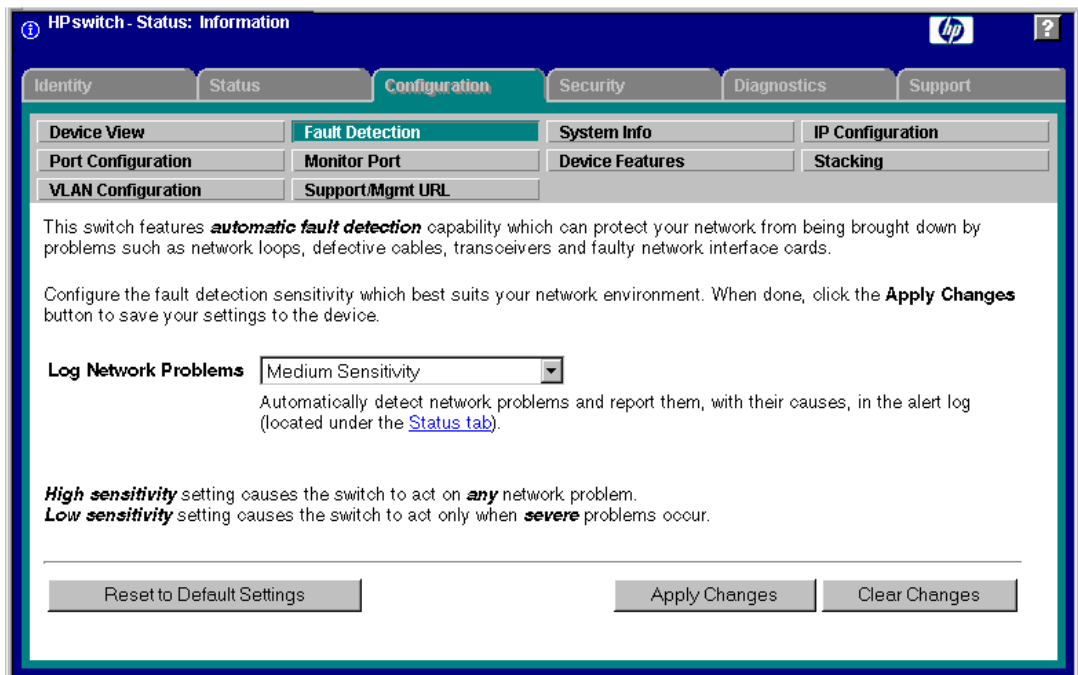 HPswitch - Status: Information
hp
?
Identity Status Configuration Security Diagnostics Support
Device View Fault Detection System Info IP Configuration
Port Configuration Monitor Port Device Features Stacking
VLAN Configuration Support/Mgmt URL
This switch features automatic fault detection capability which can protect your network from being brought down by
problems such as network loops, defective cables, transceivers and faulty network interface cards.
Configure the fault detection sensitivity which best suits your network environment. When done, click the Apply Changes
button to save your settings to the device.
Log Network Problems Medium Sensitivity
Automatically detect network problems and report them, with their causes, in the alert log
(located under the Status tab).
High sensitivity setting causes the switch to act on any network problem.
Low sensitivity setting causes the switch to act only when severe problems occur.
Reset to Default Settings Apply Changes Clear Changes